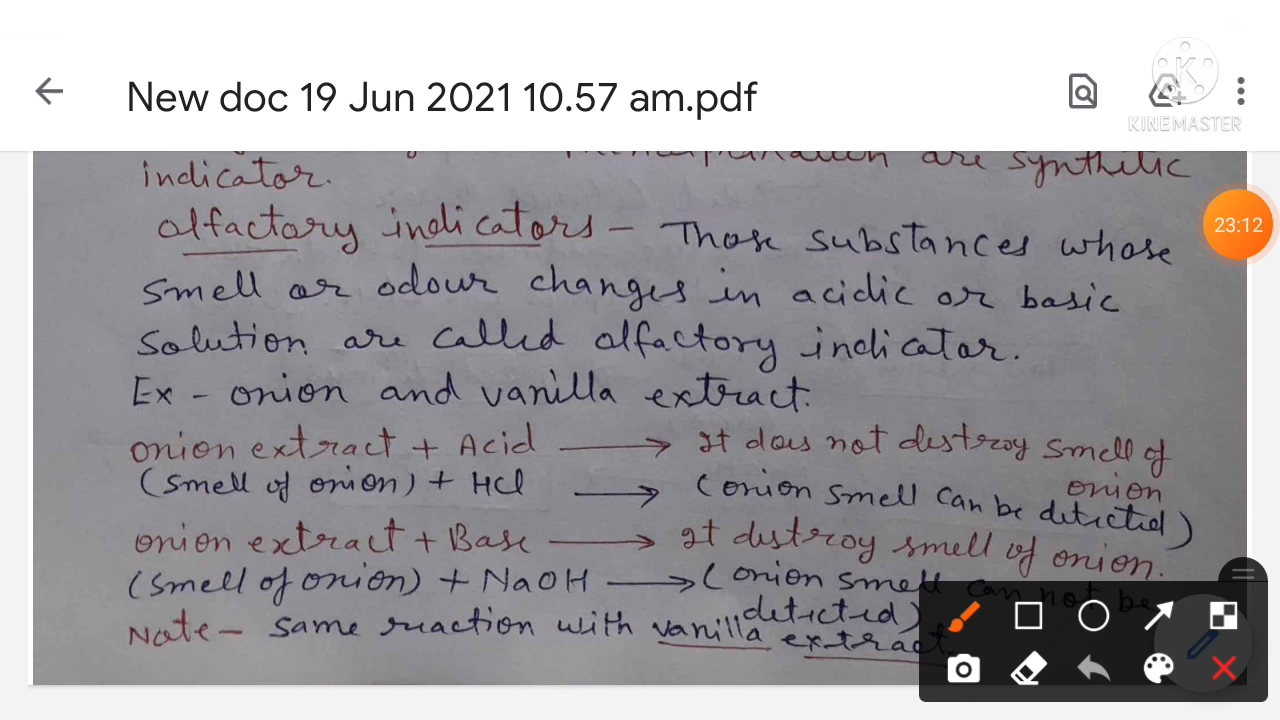 New doc 19 Jun 2021 10.57 am.pdf
KINEMASTER
are synthetic
indicator.
23:12
olfactory indicators - Those substances whose
smell or odour changes in acidic or basic
solution are called olfactory indicator.
Ex - onion and vanilla extract.
onion extract + Acid → It does not destroy smell of
onion
(smell of onion) + HCl → (onion smell can be detected)
onion extract + Base → It destroy smell of onion.
(smell of onion) + NaOH → (onion smell can not be
detected)
Note - same reaction with vanilla extract